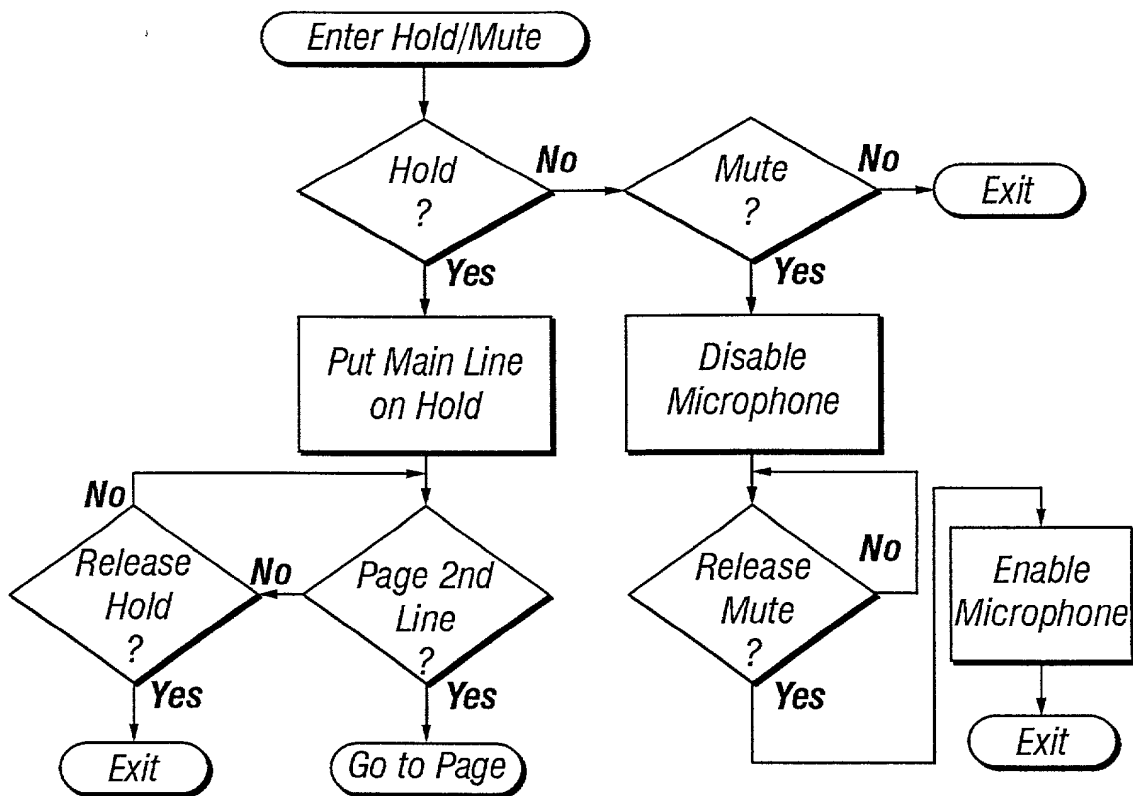 Enter Hold/Mute
Hold
?
No
Yes
Mute
?
No
Yes
Exit
Put Main Line
on Hold
Disable
Microphone
No
Release
Hold
?
Yes
No
Page 2nd
Line
?
Yes
Release
Mute
?
No
Yes
Enable
Microphone
Exit
Go to Page
Exit